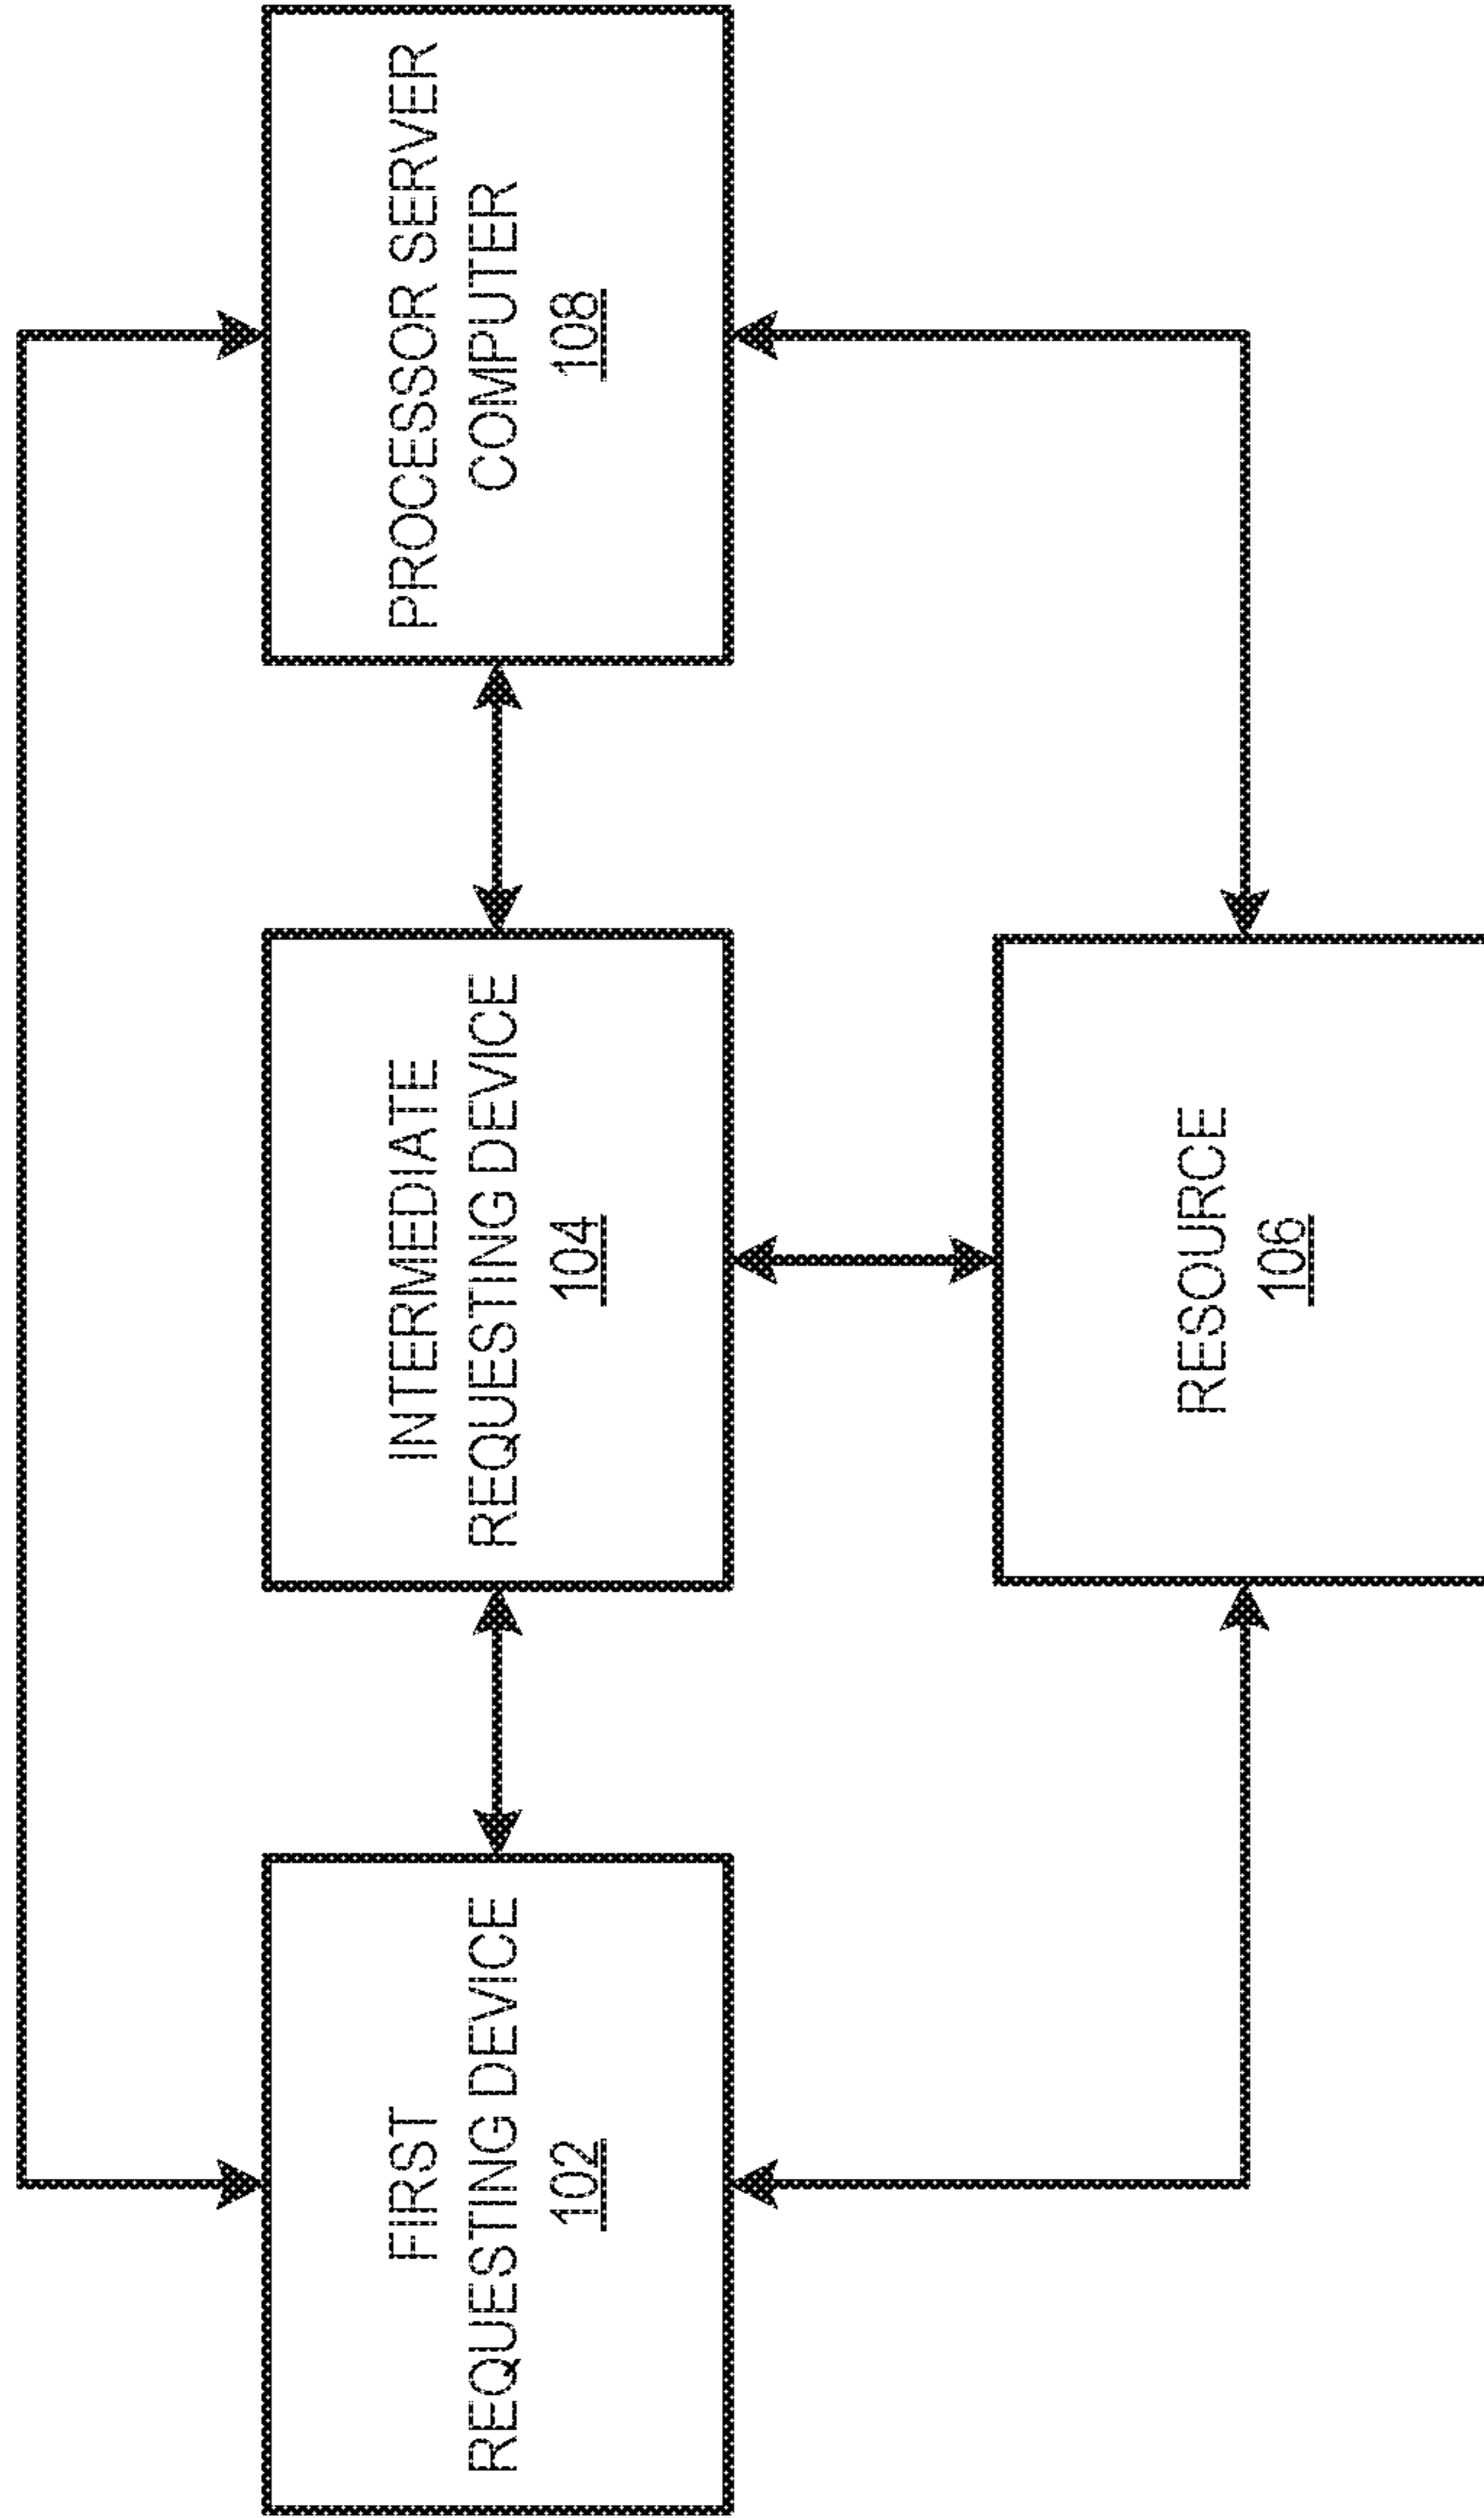 FIRST
REQUESTING DEVICE
102
INTERMEDIATE
REQUESTING DEVICE
104
PROCESSOR SERVER
COMPUTER
108
RESOURCE
106